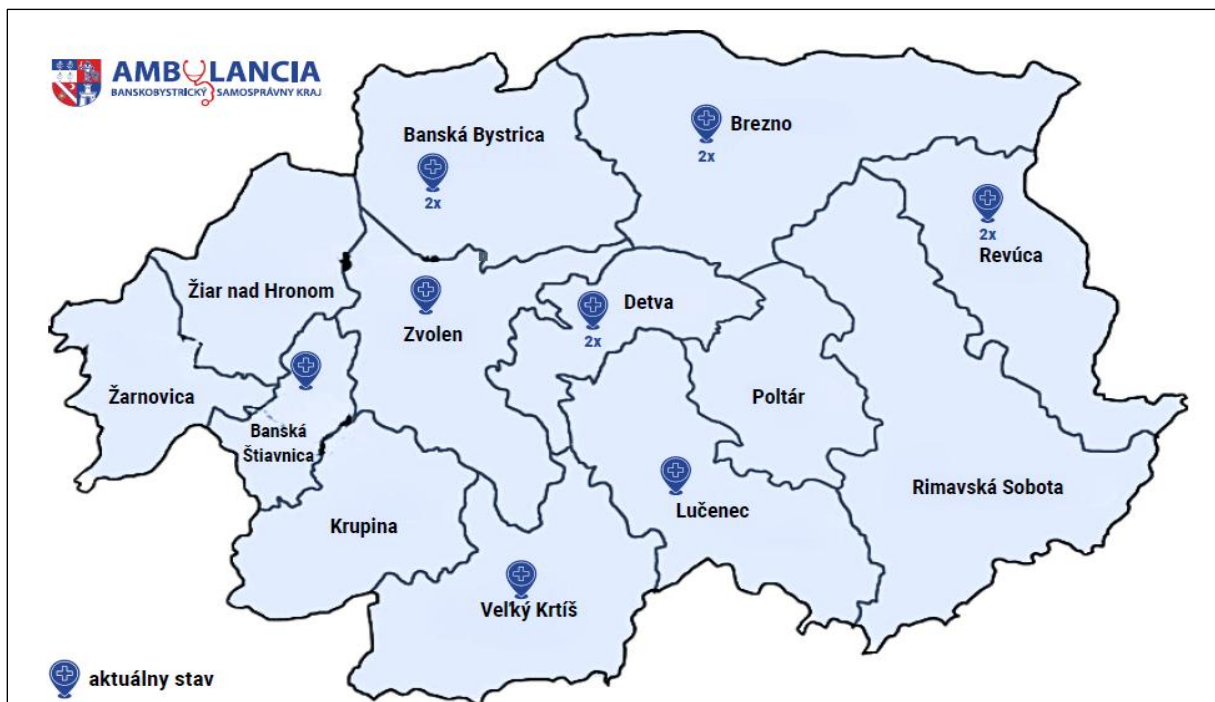 AMBULANCIA
BANSKOBYSTRICKÝ SAMOSPRÁVNY KRAJ
Banská Bystrica
2x
Brezno
2x
Revúca
2x
Žiar nad Hronom
Zvolen
Detva
2x
Žarnovica
Banská
Štiavnica
Poltár
Krupina
Lučenec
Rimavská Sobota
Veľký Krtíš
aktuálny stav